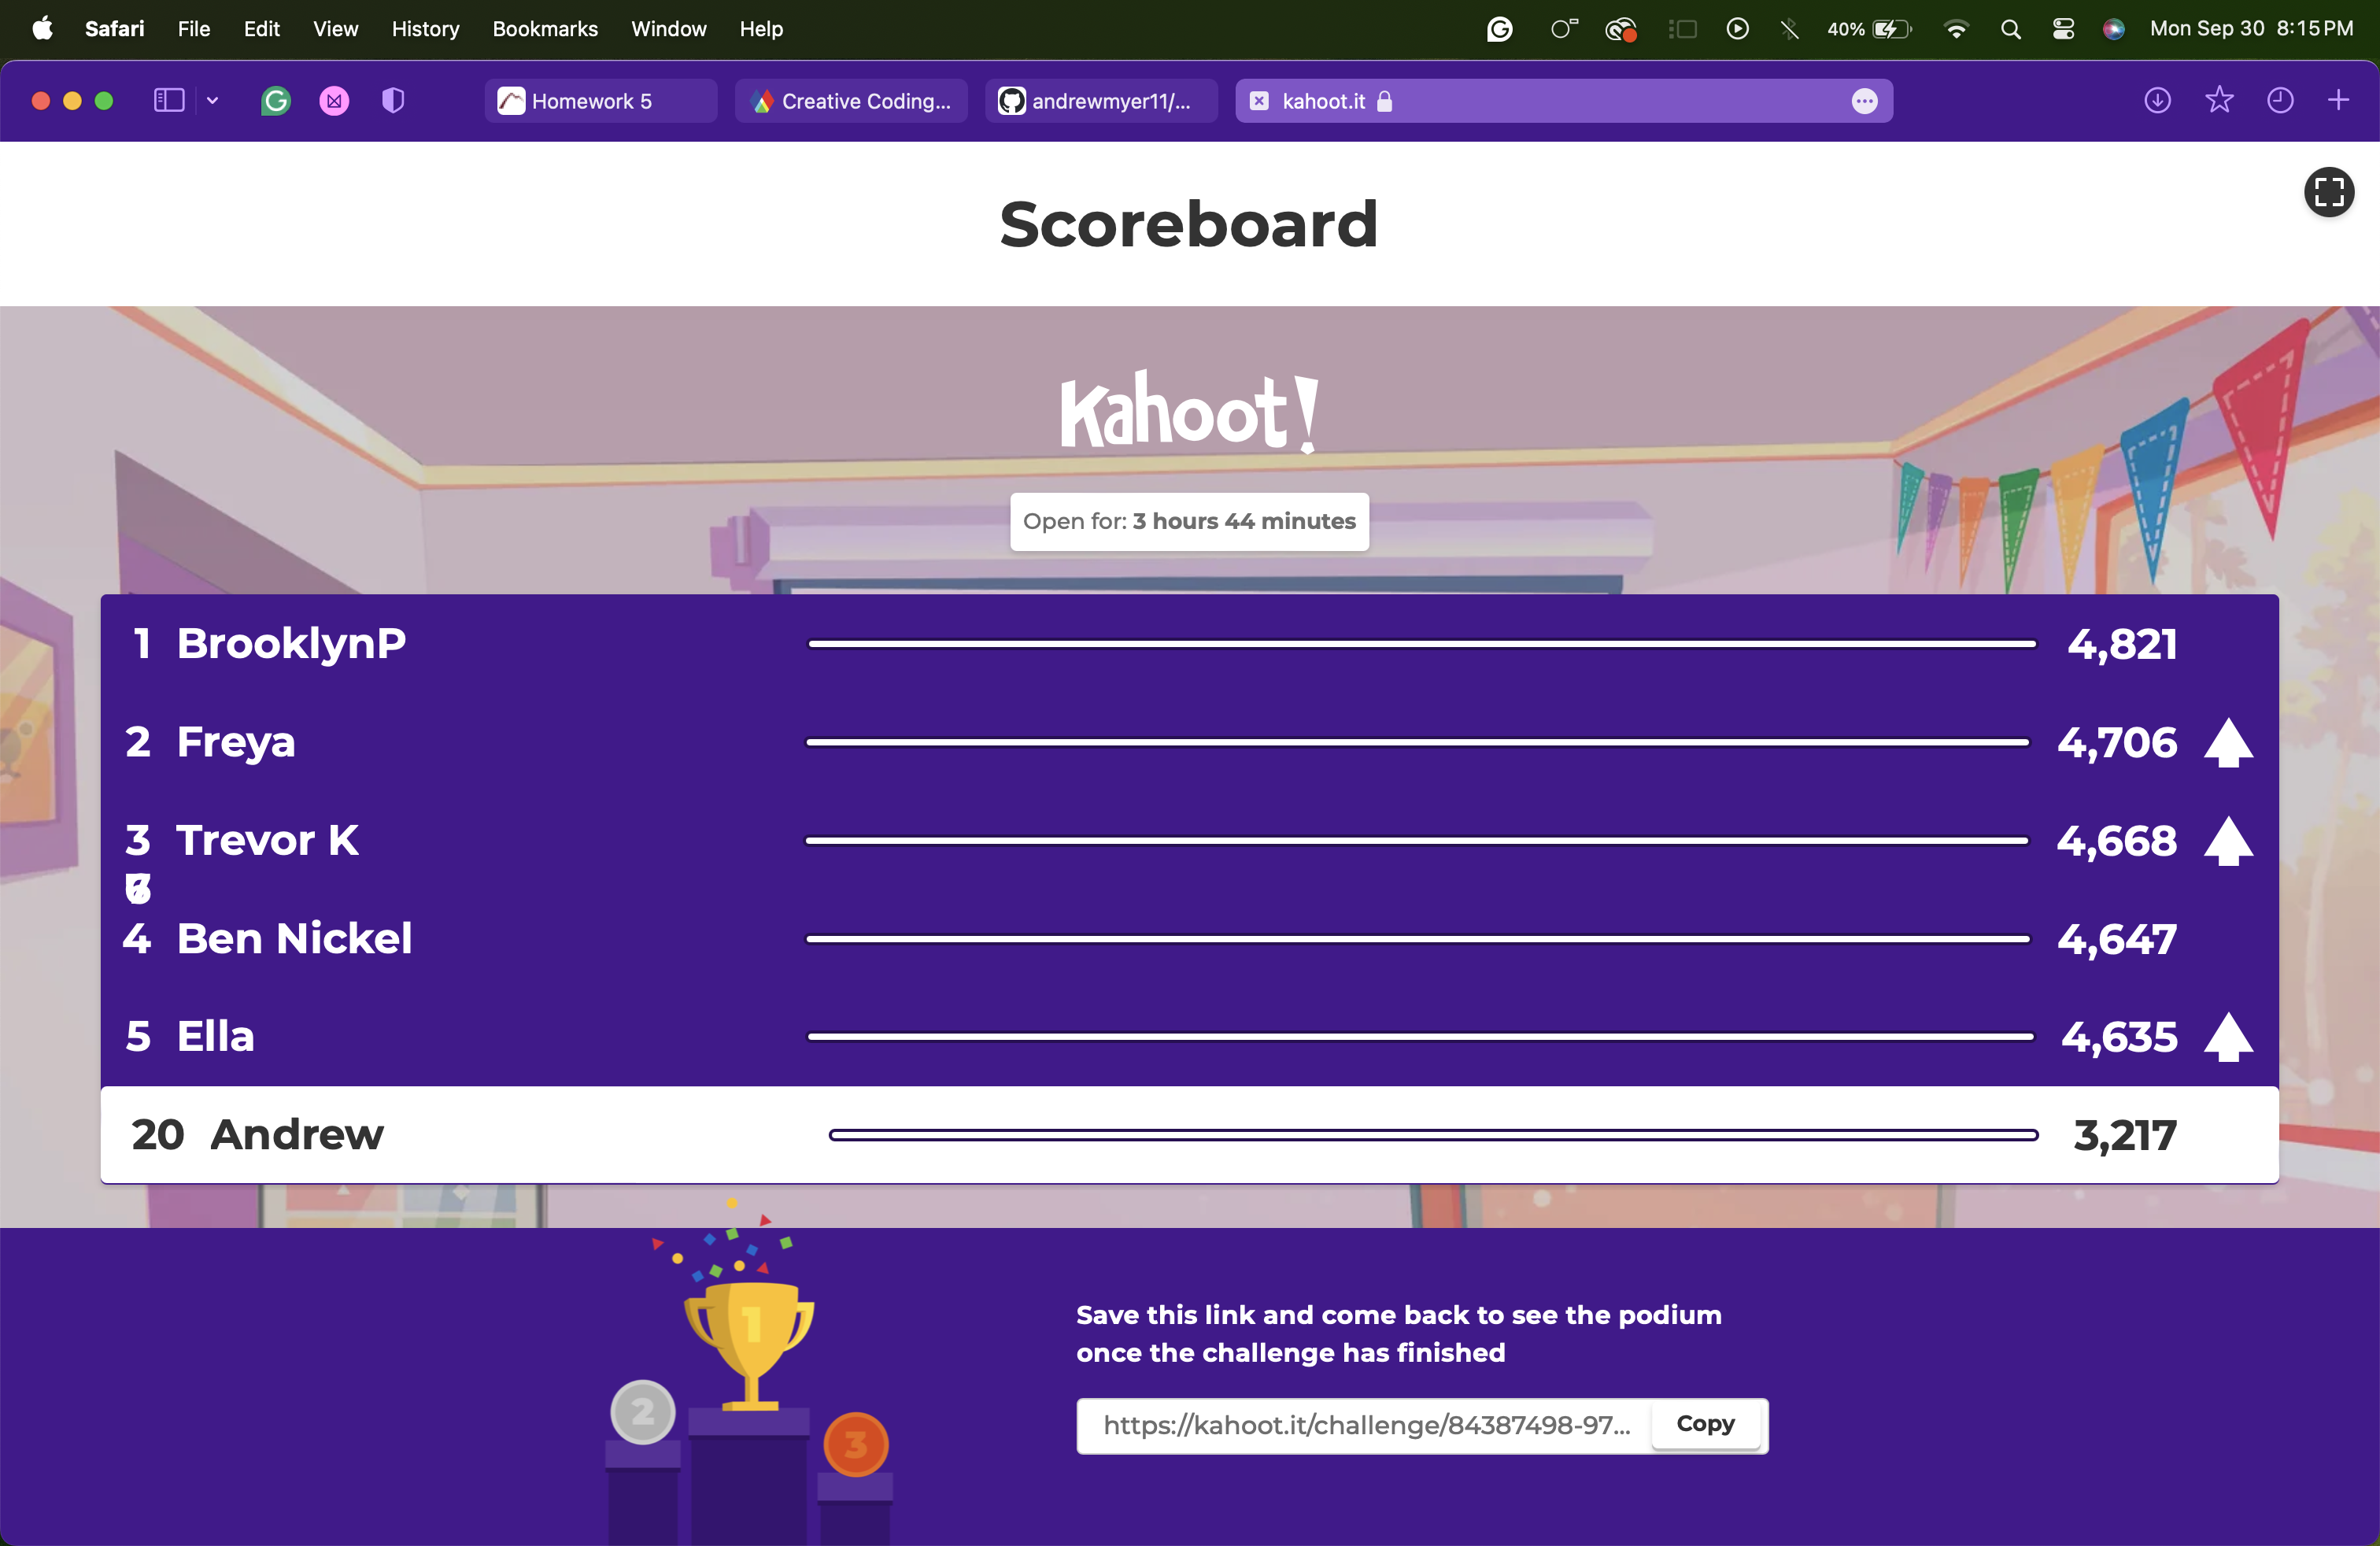 Safari File Edit View History Bookmarks Window Help 40% Mon Sep 30 8:15 PM
Homework 5 Creative Coding... andrewmyer11/... kahoot.it
Scoreboard
Kahoot!
Open for: 3 hours 44 minutes
1 BrooklynP 4,821
2 Freya 4,706
3 Trevor K 4,668
4 Ben Nickel 4,647
5 Ella 4,635
20 Andrew 3,217
1
2
3
Save this link and come back to see the podium
once the challenge has finished
https://kahoot.it/challenge/84387498-97... Copy